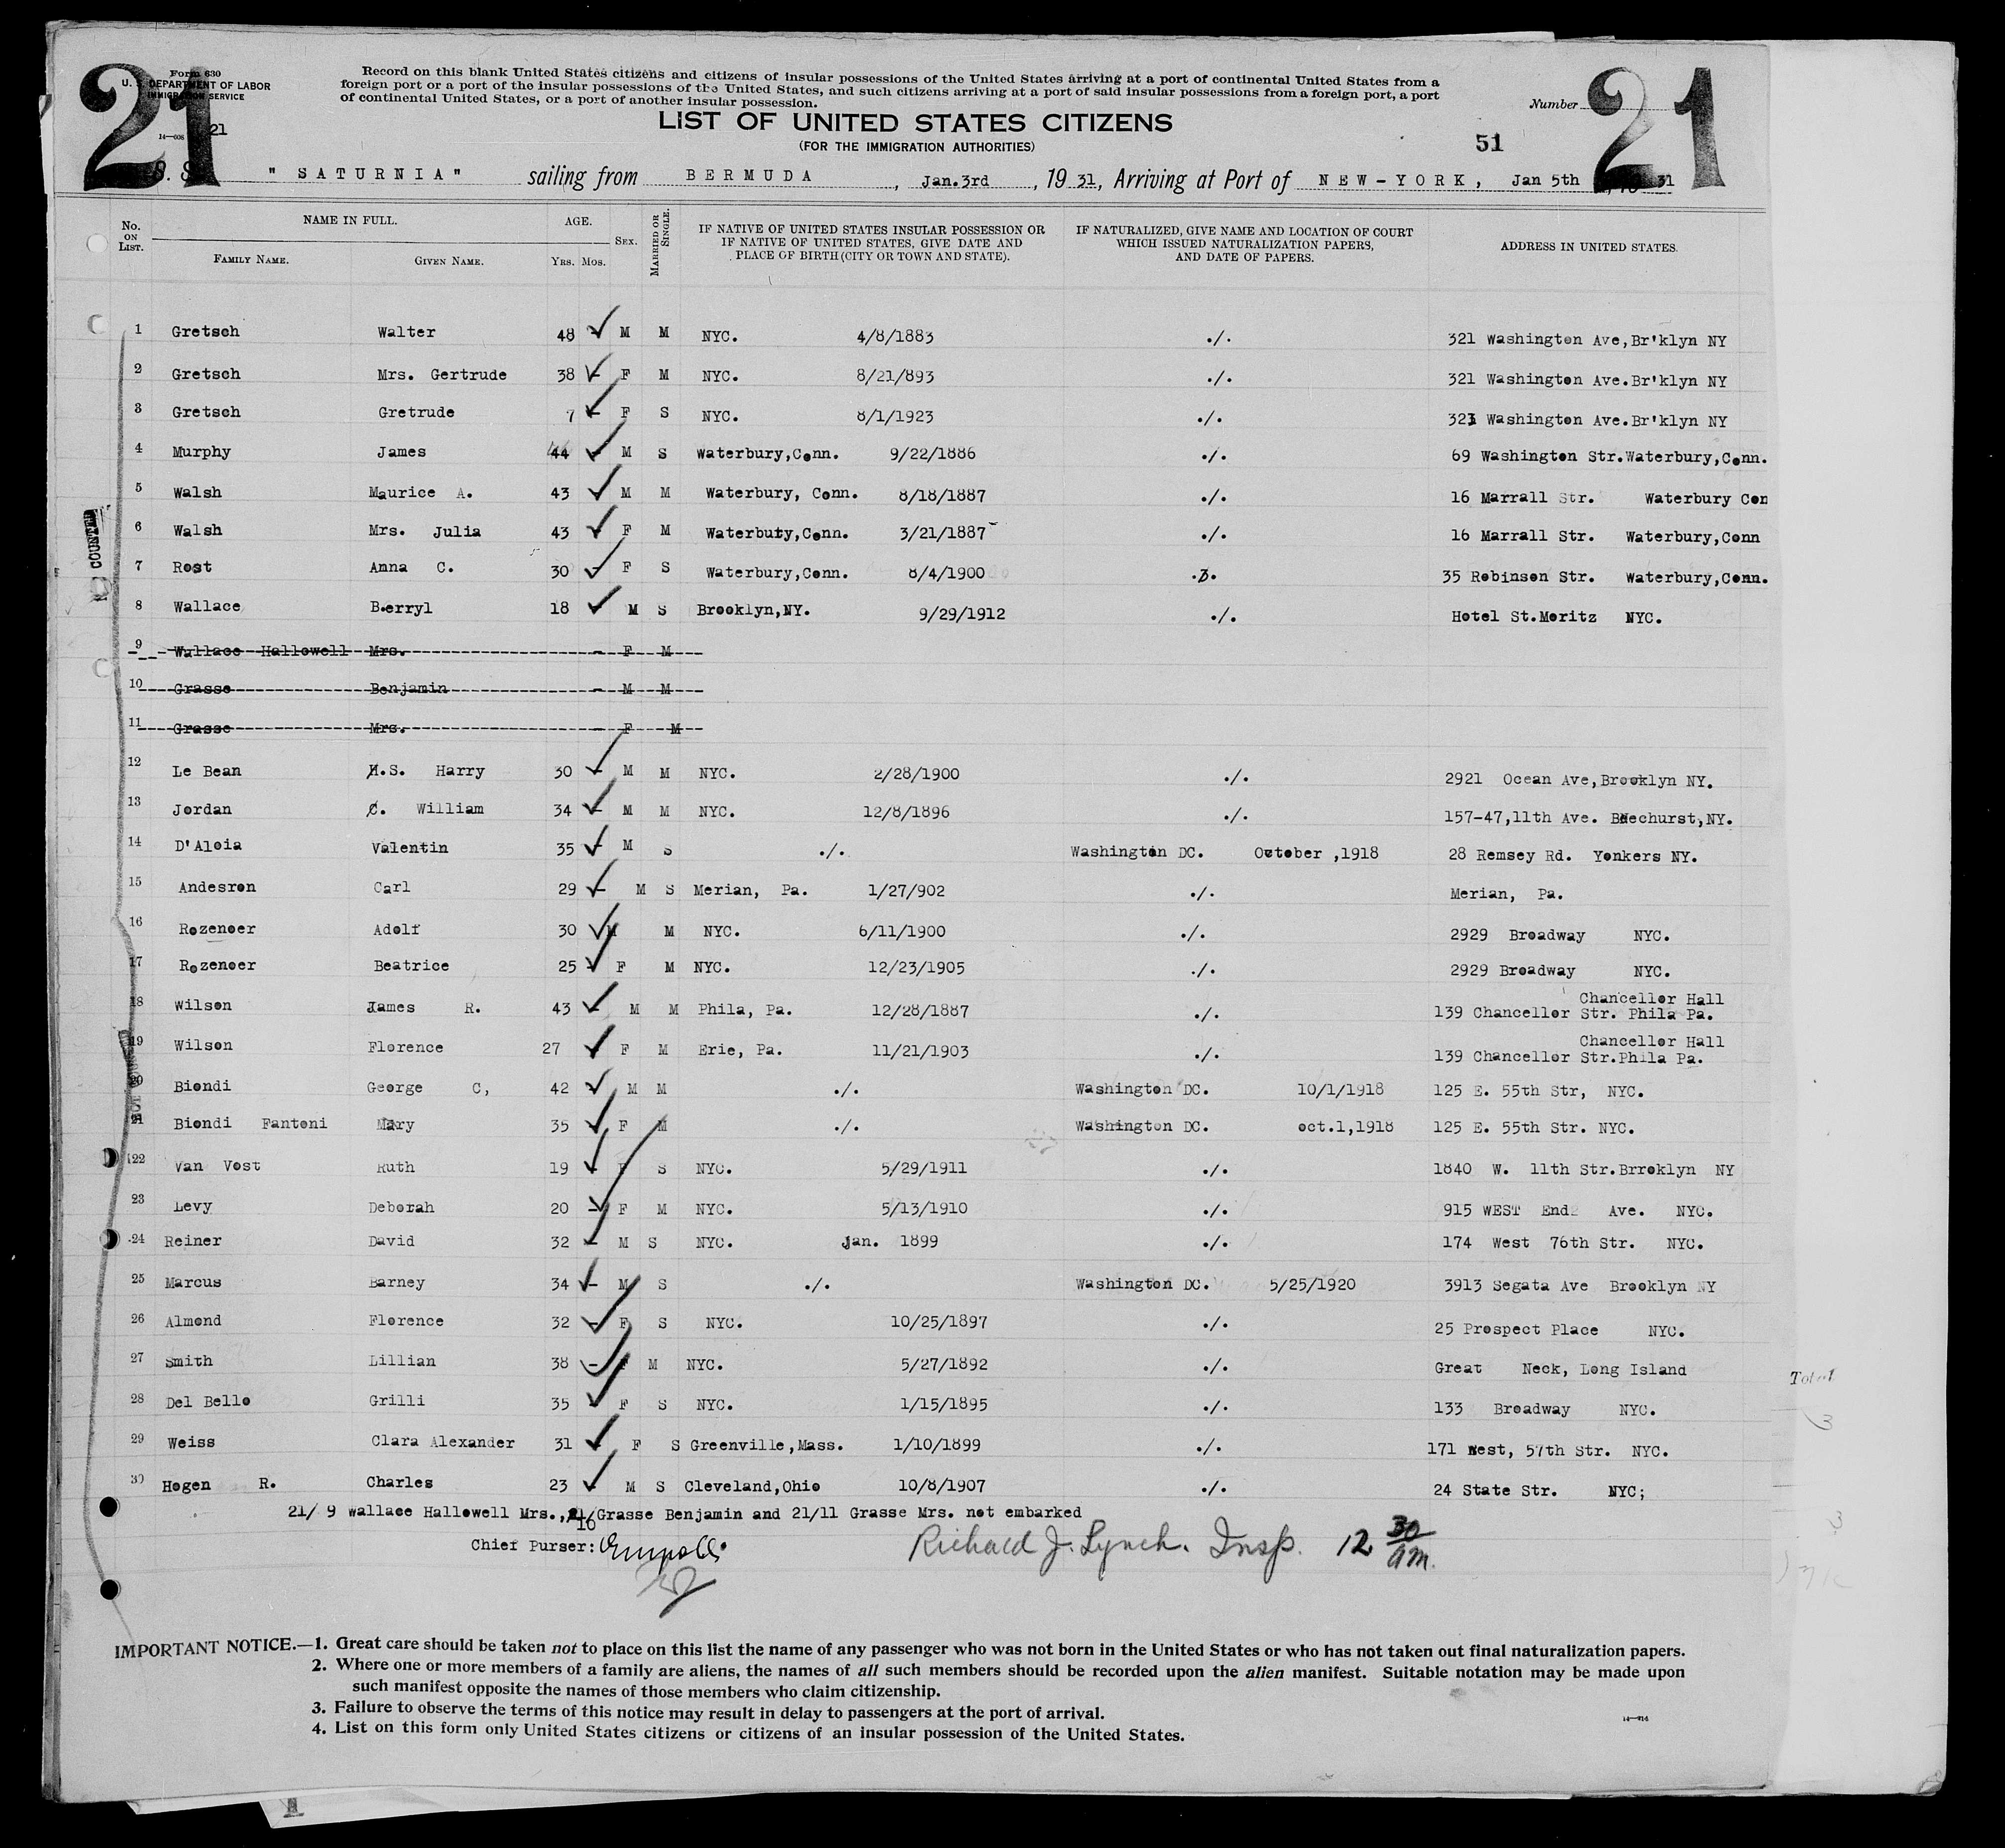 21
Form 630
U. S. DEPARTMENT OF LABOR
IMMIGRATION SERVICE
21
Record on this blank United States citizens and citizens of insular possessions of the United States arriving at a port of continental United States from a
foreign port or a port of the insular possessions of the United States, and such citizens arriving at a port of said insular possessions from a foreign port, a port
of continental United States, or a port of another insular possession.
Number
21
LIST OF UNITED STATES CITIZENS
(FOR THE IMMIGRATION AUTHORITIES)
51
S. S. " SATURNIA" sailing from BERMUDA, Jan.3rd, 1931, Arriving at Port of NEW-YORK, Jan 5th 31
No. ON LIST. NAME IN FULL. FAMILY NAME. GIVEN NAME. AGE. YRS. MOS. SEX. MARRIED OR SINGLE. IF NATIVE OF UNITED STATES INSULAR POSSESSION OR IF NATIVE OF UNITED STATES, GIVE DATE AND PLACE OF BIRTH (CITY OR TOWN AND STATE). IF NATURALIZED, GIVE NAME AND LOCATION OF COURT WHICH ISSUED NATURALIZATION PAPERS, AND DATE OF PAPERS. ADDRESS IN UNITED STATES.
1 Gretsch Walter 48 - M M NYC. 4/8/1883 ./. 321 Washington Ave,Br'klyn NY
2 Gretsch Mrs. Gertrude 38 - F M NYC. 8/21/893 ./. 321 Washington Ave.Br'klyn NY
3 Gretsch Gretrude 7 - F S NYC. 8/1/1923 ./. 321 Washington Ave.Br'klyn NY
4 Murphy James 44 - M S Waterbury,Conn. 9/22/1886 ./. 69 Washington Str.Waterbury,Conn.
5 Walsh Maurice A. 43 - M M Waterbury, Conn. 8/18/1887 ./. 16 Marrall Str. Waterbury Con
6 Walsh Mrs. Julia 43 - F M Waterbuty,Conn. 3/21/1887 ./. 16 Marrall Str. Waterbury,Conn
7 Rost Anna C. 30 - F S Waterbury,Conn. 8/4/1900 ./. 35 Robinson Str. Waterbury,Conn.
8 Wallace Berryl 18 - M S Brooklyn,NY. 9/29/1912 ./. Hotel St.Moritz NYC.
9 Wallace Hallowell Mrs. - F M
10 Grasse Benjamin - M M
11 Grasse Mrs. - F M
12 Le Bean H.S. Harry 30 - M M NYC. 2/28/1900 ./. 2921 Ocean Ave,Brooklyn NY.
13 Jordan C. William 34 - M M NYC. 12/8/1896 ./. 157-47,11th Ave. Beechurst,NY.
14 D'Aloia Valentin 35 - M S ./. Washington DC. October ,1918 28 Remsey Rd. Yonkers NY.
15 Andesron Carl 29 - M S Merian, Pa. 1/27/902 ./. Merian, Pa.
16 Rozenoer Adolf 30 M M NYC. 6/11/1900 ./. 2929 Broadway NYC.
17 Rozenoer Beatrice 25 - F M NYC. 12/23/1905 ./. 2929 Broadway NYC.
18 Wilson James R. 43 - M M Phila, Pa. 12/28/1887 ./. Chancellor Hall
139 Chancellor Str. Phila Pa.
19 Wilson Florence 27 - F M Erie, Pa. 11/21/1903 ./. Chancellor Hall
139 Chancellor Str.Phila Pa.
20 Biondi George C, 42 - M M ./. Washington DC. 10/1/1918 125 E. 55th Str, NYC.
21 Biondi Fantoni Mary 35 - F M ./. Washington DC. oct.1,1918 125 E. 55th Str. NYC.
22 Van Vost Ruth 19 - F S NYC. 5/29/1911 ./. 1840 W. 11th Str.Brroklyn NY
23 Levy Deborah 20 - F M NYC. 5/13/1910 ./. 915 WEST End Ave. NYC.
24 Reiner David 32 - M S NYC. Jan. 1899 ./. 174 West 76th Str. NYC.
25 Marcus Barney 34 - M S ./. Washington DC. 5/25/1920 3913 Segata Ave Brooklyn NY
26 Almond Florence 32 - F S NYC. 10/25/1897 ./. 25 Prospect Place NYC.
27 Smith Lillian 38 - F M NYC. 5/27/1892 ./. Great Neck, Long Island
28 Del Bello Grilli 35 - F S NYC. 1/15/1895 ./. 133 Broadway NYC.
29 Weiss Clara Alexander 31 - F S Greenville,Mass. 1/10/1899 ./. 171 West, 57th Str. NYC.
30 Hogen R. Charles 23 - M S Cleveland,Ohio 10/8/1907 ./. 24 State Str. NYC;
COUNTED
Total
3
3
21/ 9 Wallace Hallowell Mrs., 21/10 Grasse Benjamin and 21/11 Grasse Mrs. not embarked
Chief Purser:
Richard J. Lynch. Insp. 12 30 am.
IMPORTANT NOTICE.—1. Great care should be taken not to place on this list the name of any passenger who was not born in the United States or who has not taken out final naturalization papers.
2. Where one or more members of a family are aliens, the names of all such members should be recorded upon the alien manifest. Suitable notation may be made upon
such manifest opposite the names of those members who claim citizenship.
3. Failure to observe the terms of this notice may result in delay to passengers at the port of arrival.
4. List on this form only United States citizens or citizens of an insular possession of the United States.